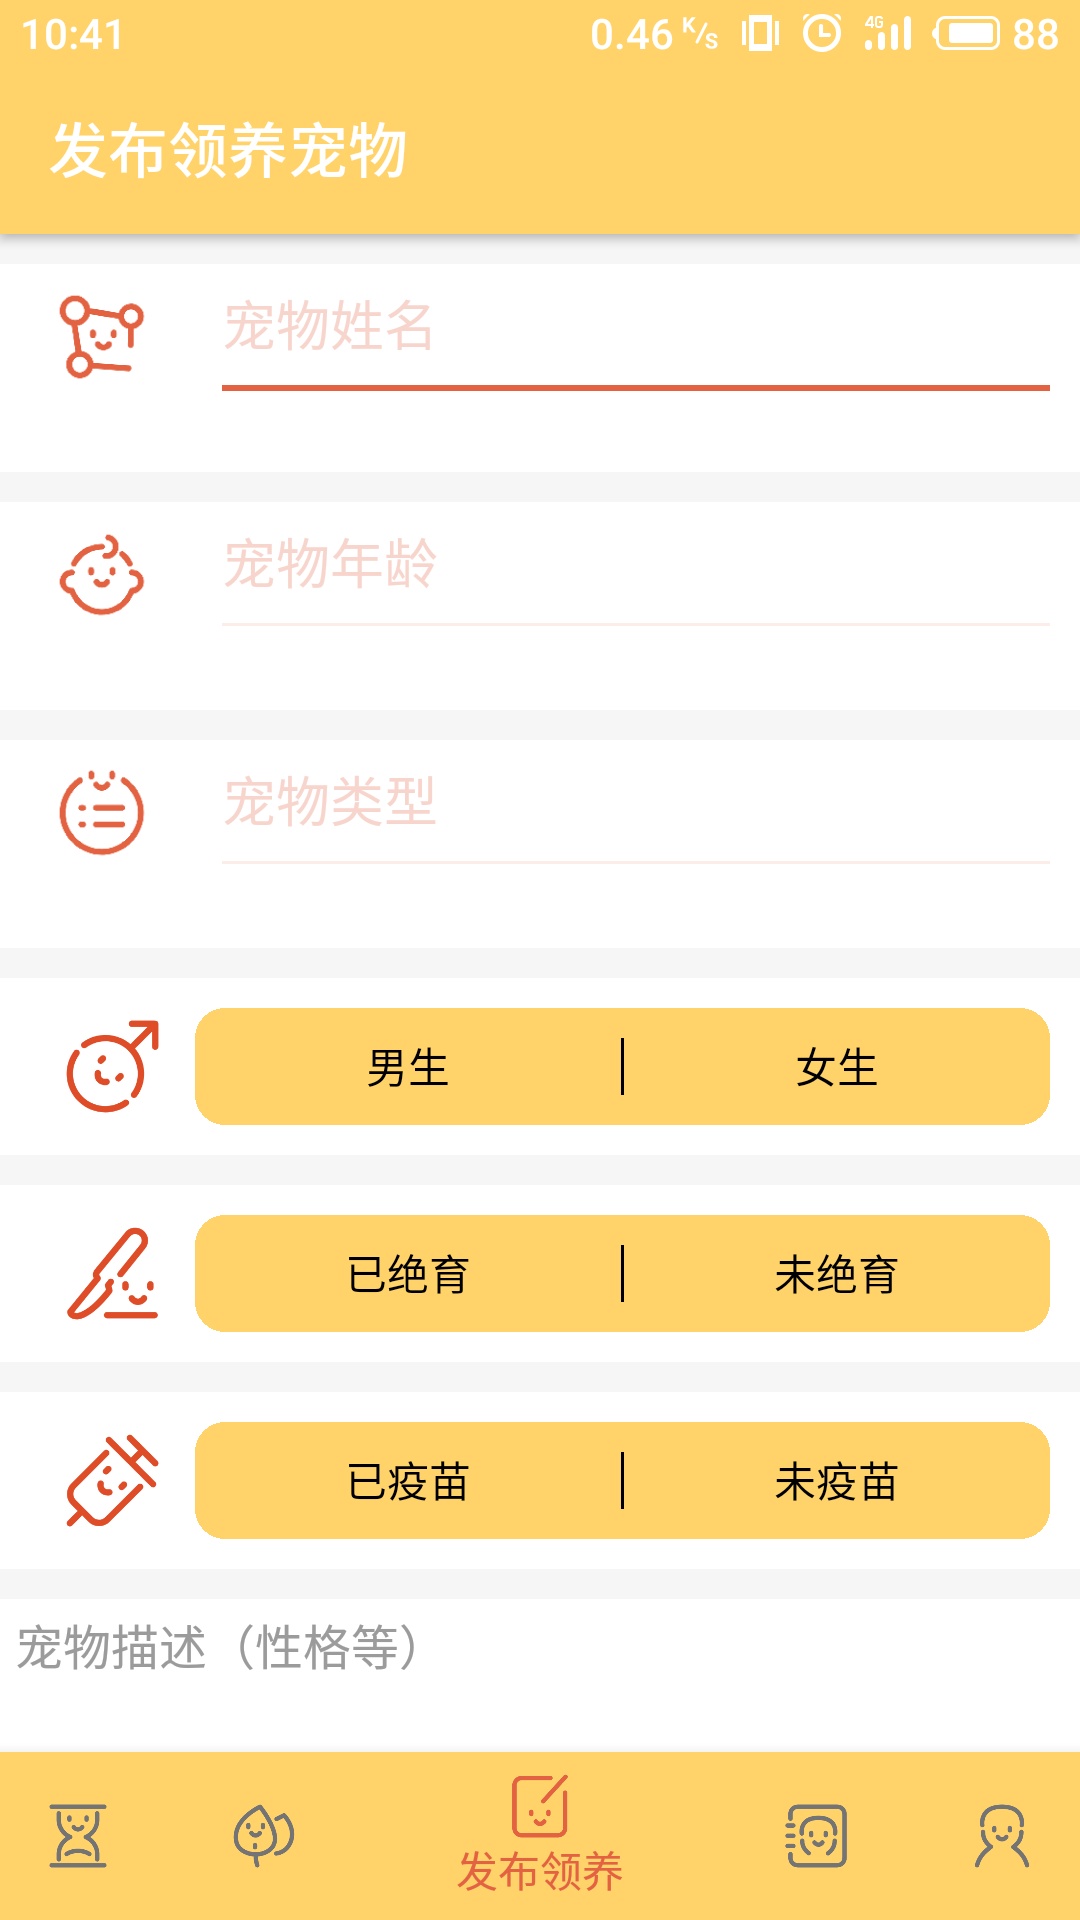 10:41 0.46 K/s 4G 88
发布领养宠物
宠物姓名
宠物年龄
宠物类型
男生 女生
已绝育 未绝育
已疫苗 未疫苗
宠物描述（性格等）
发布领养